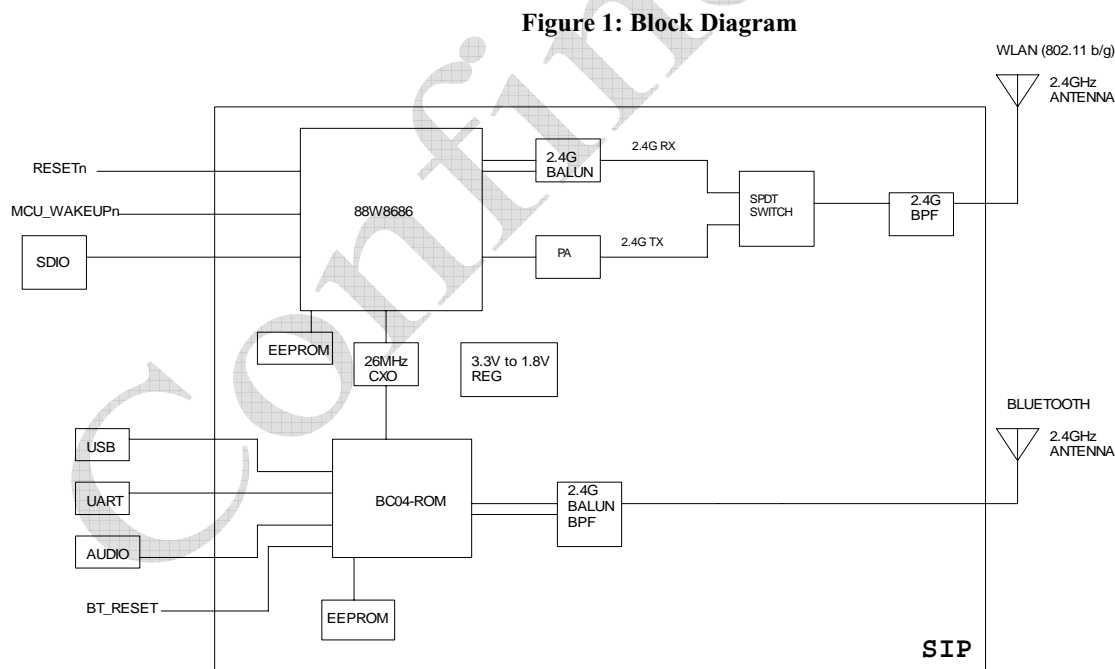 Figure 1: Block Diagram
WLAN (802.11 b/g)
2.4GHz
ANTENNA
RESETn
MCU_WAKEUPn
SDIO
88W8686
2.4G
BALUN
2.4G RX
PA
2.4G TX
SPDT
SWITCH
2.4G
BPF
EEPROM
26MHz
CXO
3.3V to 1.8V
REG
BLUETOOTH
2.4GHz
ANTENNA
USB
UART
AUDIO
BT_RESET
BC04-ROM
2.4G
BALUN
BPF
EEPROM
SIP
Confin